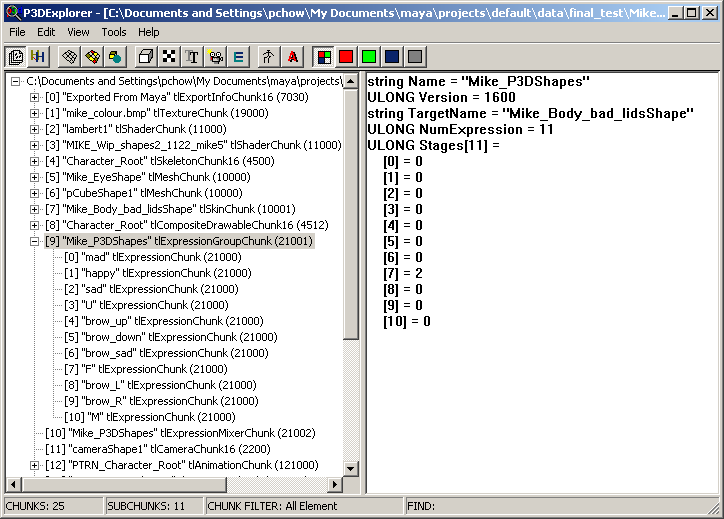 P3DExplorer - [C:\Documents and Settings\pchow\My Documents\maya\projects\default\data\final_test\Mike...
File Edit View Tools Help
C:\Documents and Settings\pchow\My Documents\maya\projects\
[0] "Exported From Maya" tlExportInfoChunk16 (7030)
[1] "mike_colour.bmp" tlTextureChunk (19000)
[2] "lambert1" tlShaderChunk (11000)
[3] "MIKE_Wip_shapes2_1122_mike5" tlShaderChunk (11000)
[4] "Character_Root" tlSkeletonChunk16 (4500)
[5] "Mike_EyeShape" tlMeshChunk (10000)
[6] "pCubeShape1" tlMeshChunk (10000)
[7] "Mike_Body_bad_lidsShape" tlSkinChunk (10001)
[8] "Character_Root" tlCompositeDrawableChunk16 (4512)
[9] "Mike_P3DShapes" tlExpressionGroupChunk (21001)
[0] "mad" tlExpressionChunk (21000)
[1] "happy" tlExpressionChunk (21000)
[2] "sad" tlExpressionChunk (21000)
[3] "U" tlExpressionChunk (21000)
[4] "brow_up" tlExpressionChunk (21000)
[5] "brow_down" tlExpressionChunk (21000)
[6] "brow_sad" tlExpressionChunk (21000)
[7] "F" tlExpressionChunk (21000)
[8] "brow_L" tlExpressionChunk (21000)
[9] "brow_R" tlExpressionChunk (21000)
[10] "M" tlExpressionChunk (21000)
[10] "Mike_P3DShapes" tlExpressionMixerChunk (21002)
[11] "cameraShape1" tlCameraChunk16 (2200)
[12] "PTRN_Character_Root" tlAnimationChunk (121000)
string Name = "Mike_P3DShapes"
ULONG Version = 1600
string TargetName = "Mike_Body_bad_lidsShape"
ULONG NumExpression = 11
ULONG Stages[11] =
[0] = 0
[1] = 0
[2] = 0
[3] = 0
[4] = 0
[5] = 0
[6] = 0
[7] = 2
[8] = 0
[9] = 0
[10] = 0
CHUNKS: 25 SUBCHUNKS: 11 CHUNK FILTER: All Element FIND: